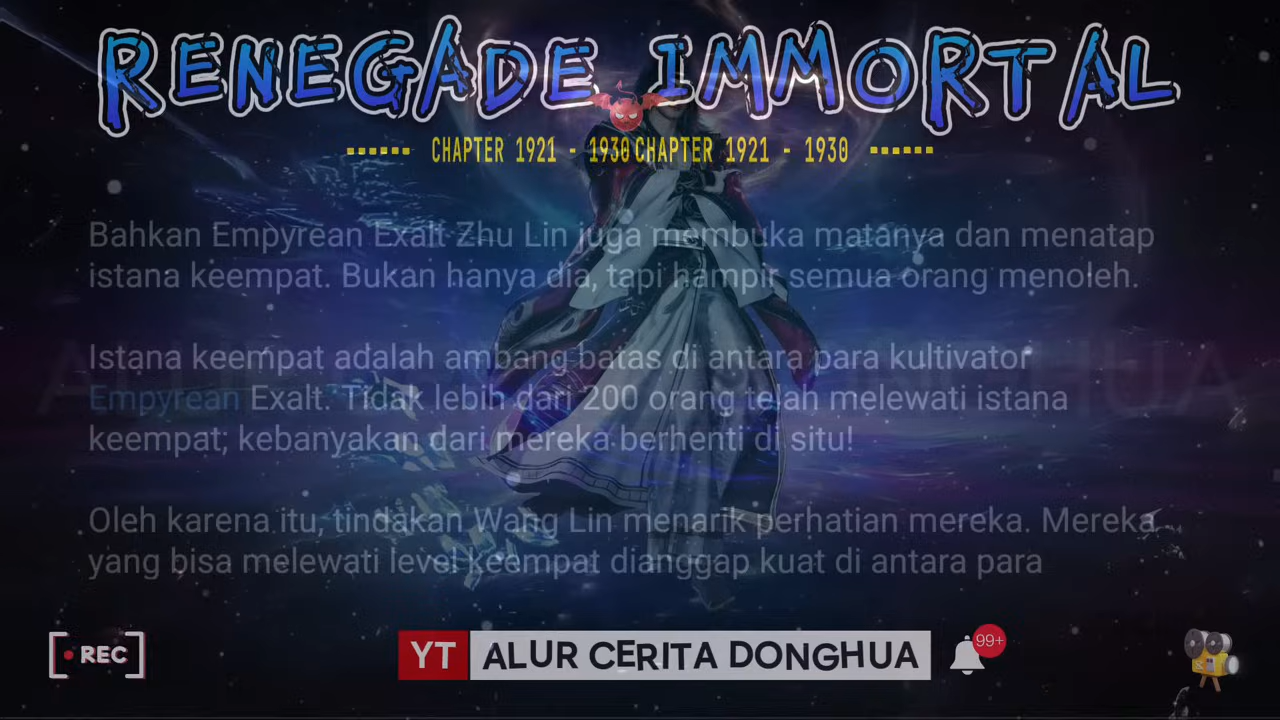 RENEGADE IMMORTAL
CHAPTER 1921 - 1930 CHAPTER 1921 - 1930
Bahkan Empyrean Exalt Zhu Lin juga membuka matanya dan menatap
istana keempat. Bukan hanya dia, tapi hampir semua orang menoleh.
Istana keempat adalah ambang batas di antara para kultivator
Empyrean Exalt. Tidak lebih dari 200 orang telah melewati istana
keempat; kebanyakan dari mereka berhenti di situ!
Oleh karena itu, tindakan Wang Lin menarik perhatian mereka. Mereka
yang bisa melewati level keempat dianggap kuat di antara para
REC
YT ALUR CERITA DONGHUA
99+